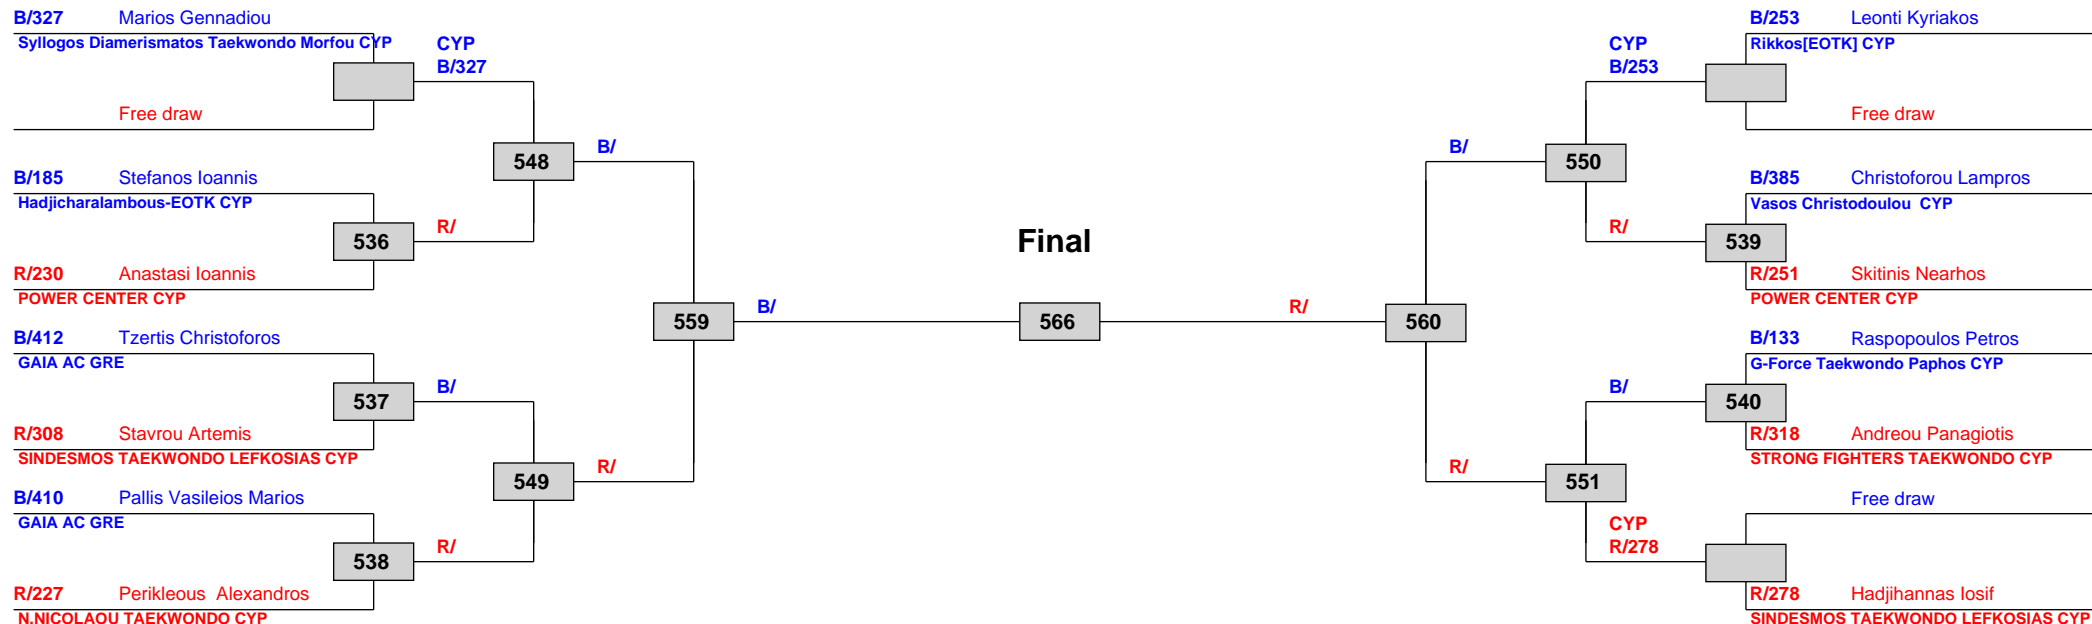 B/327 Marios Gennadiou
Syllogos Diamerismatos Taekwondo Morfou CYP
CYP
B/327
Free draw
548
B/
B/185 Stefanos Ioannis
Hadjicharalambous-EOTK CYP
536
R/
R/230 Anastasi Ioannis
POWER CENTER CYP
559
B/
B/412 Tzertis Christoforos
GAIA AC GRE
537
B/
R/308 Stavrou Artemis
SINDESMOS TAEKWONDO LEFKOSIAS CYP
549
R/
B/410 Pallis Vasileios Marios
GAIA AC GRE
538
R/
R/227 Perikleous Alexandros
N.NICOLAOU TAEKWONDO CYP
Final
566
B/253 Leonti Kyriakos
Rikkos[EOTK] CYP
CYP
B/253
Free draw
B/
550
B/385 Christoforou Lampros
Vasos Christodoulou CYP
R/
539
R/251 Skitinis Nearhos
POWER CENTER CYP
R/
560
B/133 Raspopoulos Petros
G-Force Taekwondo Paphos CYP
B/
540
R/318 Andreou Panagiotis
STRONG FIGHTERS TAEKWONDO CYP
R/
551
Free draw
CYP
R/278
R/278 Hadjihannas Iosif
SINDESMOS TAEKWONDO LEFKOSIAS CYP